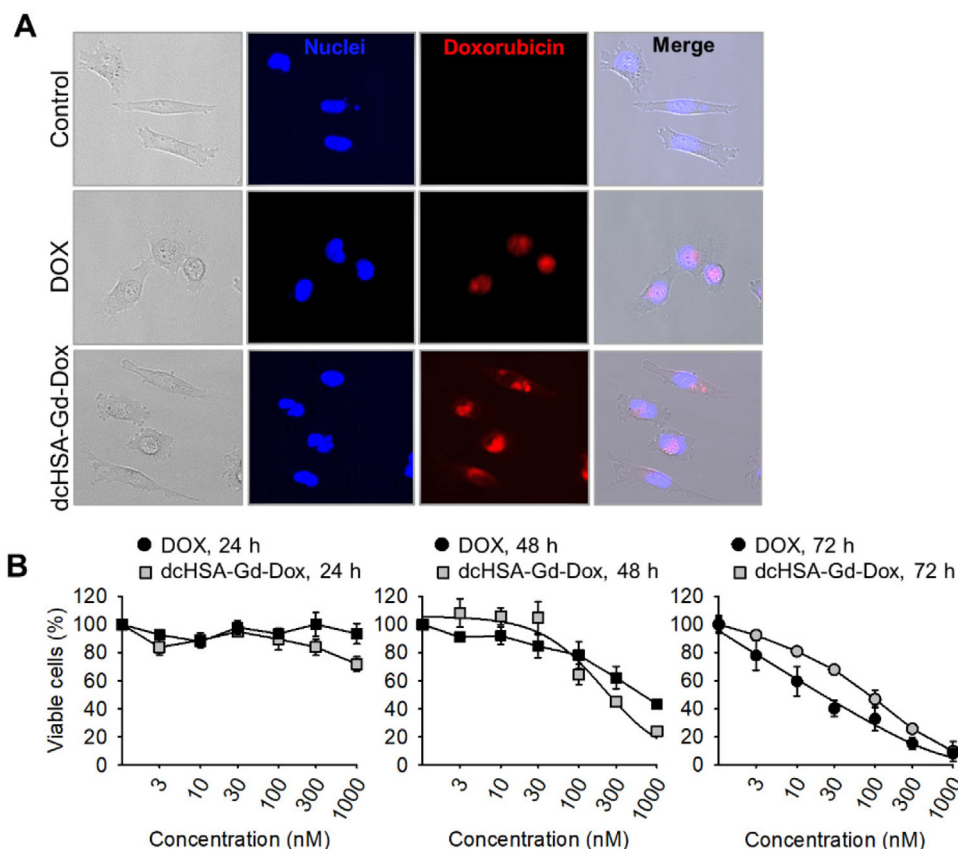 A
Nuclei Doxorubicin Merge
Control
DOX
dcHSA-Gd-Dox
B
DOX, 24 h
dcHSA-Gd-Dox, 24 h
DOX, 48 h
dcHSA-Gd-Dox, 48 h
DOX, 72 h
dcHSA-Gd-Dox, 72 h
Viable cells (%)
120
100
80
60
40
20
0
3 10 30 100 300 1000
Concentration (nM)
120
100
80
60
40
20
0
3 10 30 100 300 1000
Concentration (nM)
120
100
80
60
40
20
0
3 10 30 100 300 1000
Concentration (nM)